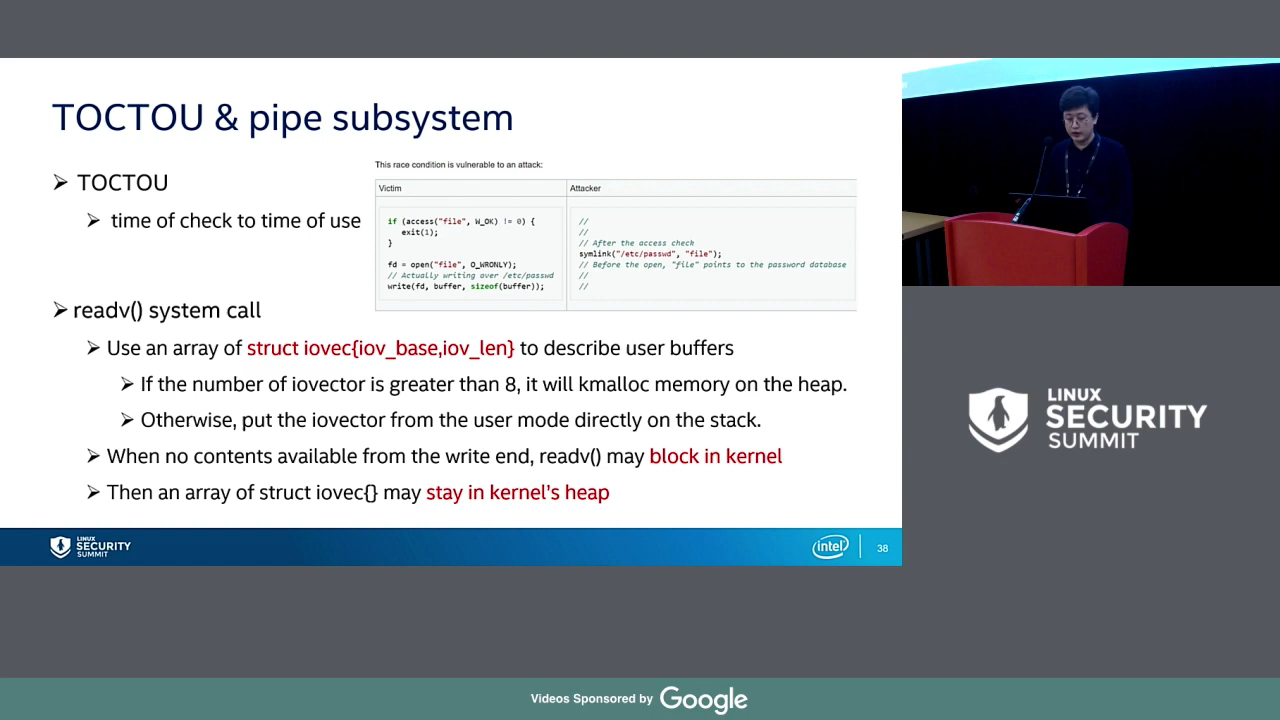 TOCTOU & pipe subsystem
This race condition is vulnerable to an attack:
TOCTOU
time of check to time of use
Victim
Attacker
if (access("file", W_OK) != 0) {
exit(1);
}
fd = open("file", O_WRONLY);
// Actually writing over /etc/passwd
write(fd, buffer, sizeof(buffer));
//
//
// After the access check
symlink("/etc/passwd", "file");
// Before the open, "file" points to the password database
//
//
readv() system call
Use an array of struct iovec{iov_base,iov_len} to describe user buffers
If the number of iovector is greater than 8, it will kmalloc memory on the heap.
Otherwise, put the iovector from the user mode directly on the stack.
When no contents available from the write end, readv() may block in kernel
Then an array of struct iovec{} may stay in kernel's heap
LINUX
SECURITY
SUMMIT
intel
38
LINUX
SECURITY
SUMMIT
Videos Sponsored by Google